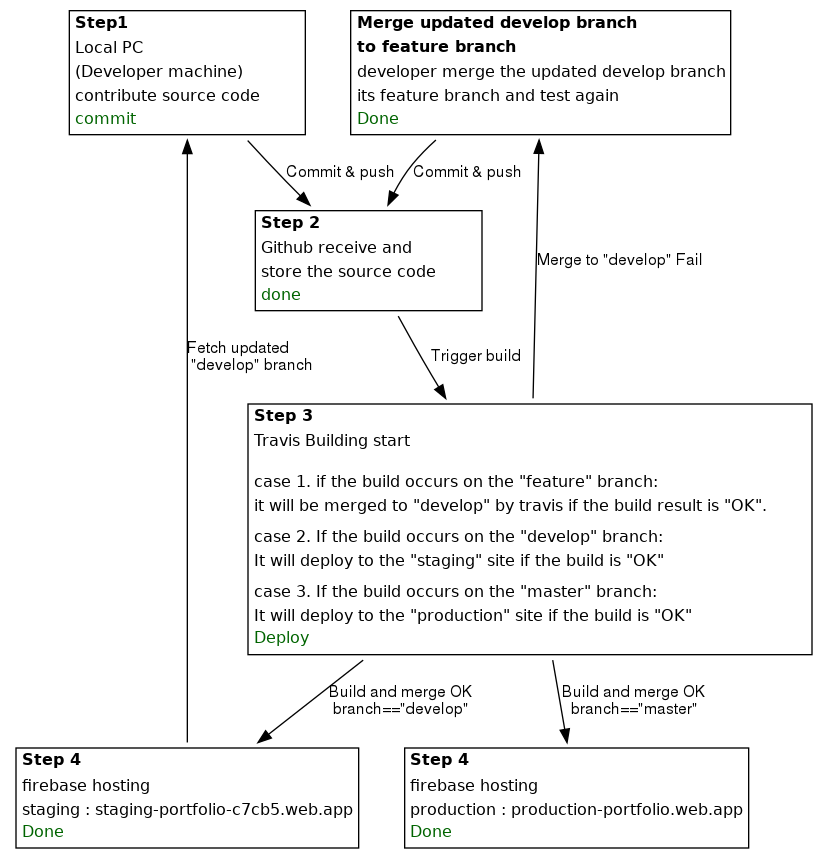 Step1
Local PC
(Developer machine)
contribute source code
commit
Merge updated develop branch
to feature branch
developer merge the updated develop branch
its feature branch and test again
Done
Commit & push
Commit & push
Step 2
Github receive and
store the source code
done
Merge to "develop" Fail
Fetch updated
"develop" branch
Trigger build
Step 3
Travis Building start
case 1. if the build occurs on the "feature" branch:
it will be merged to "develop" by travis if the build result is "OK".
case 2. If the build occurs on the "develop" branch:
It will deploy to the "staging" site if the build is "OK"
case 3. If the build occurs on the "master" branch:
It will deploy to the "production" site if the build is "OK"
Deploy
Build and merge OK
branch=="develop"
Build and merge OK
branch=="master"
Step 4
firebase hosting
staging : staging-portfolio-c7cb5.web.app
Done
Step 4
firebase hosting
production : production-portfolio.web.app
Done